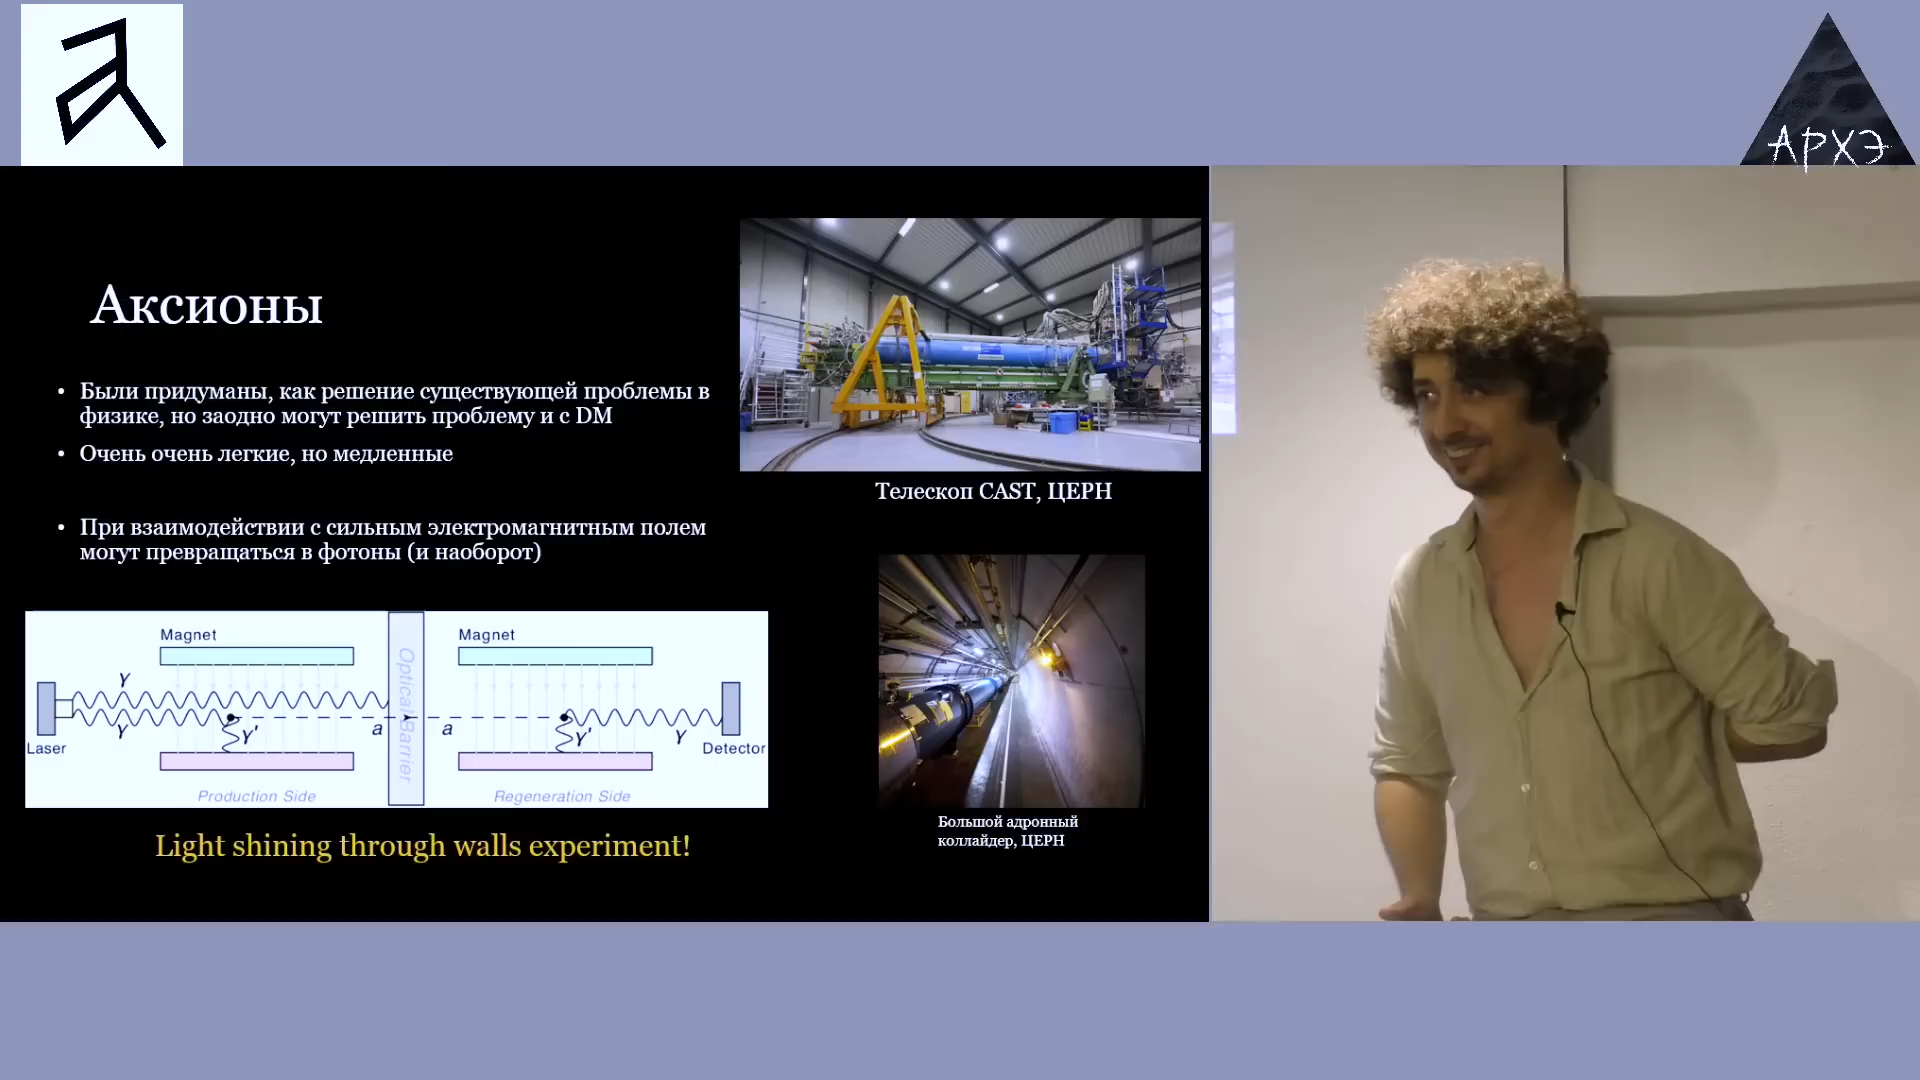 АРХЭ
Аксионы
• Были придуманы, как решение существующей проблемы в
физике, но заодно могут решить проблему и с DM
• Очень очень легкие, но медленные
• При взаимодействии с сильным электромагнитным полем
могут превращаться в фотоны (и наоборот)
Телескоп CAST, ЦЕРН
Magnet
Magnet
Optical Barrier
γ
γ
γ'
a
a
γ'
γ
Laser
Detector
Production Side
Regeneration Side
Light shining through walls experiment!
Большой адронный
коллайдер, ЦЕРН